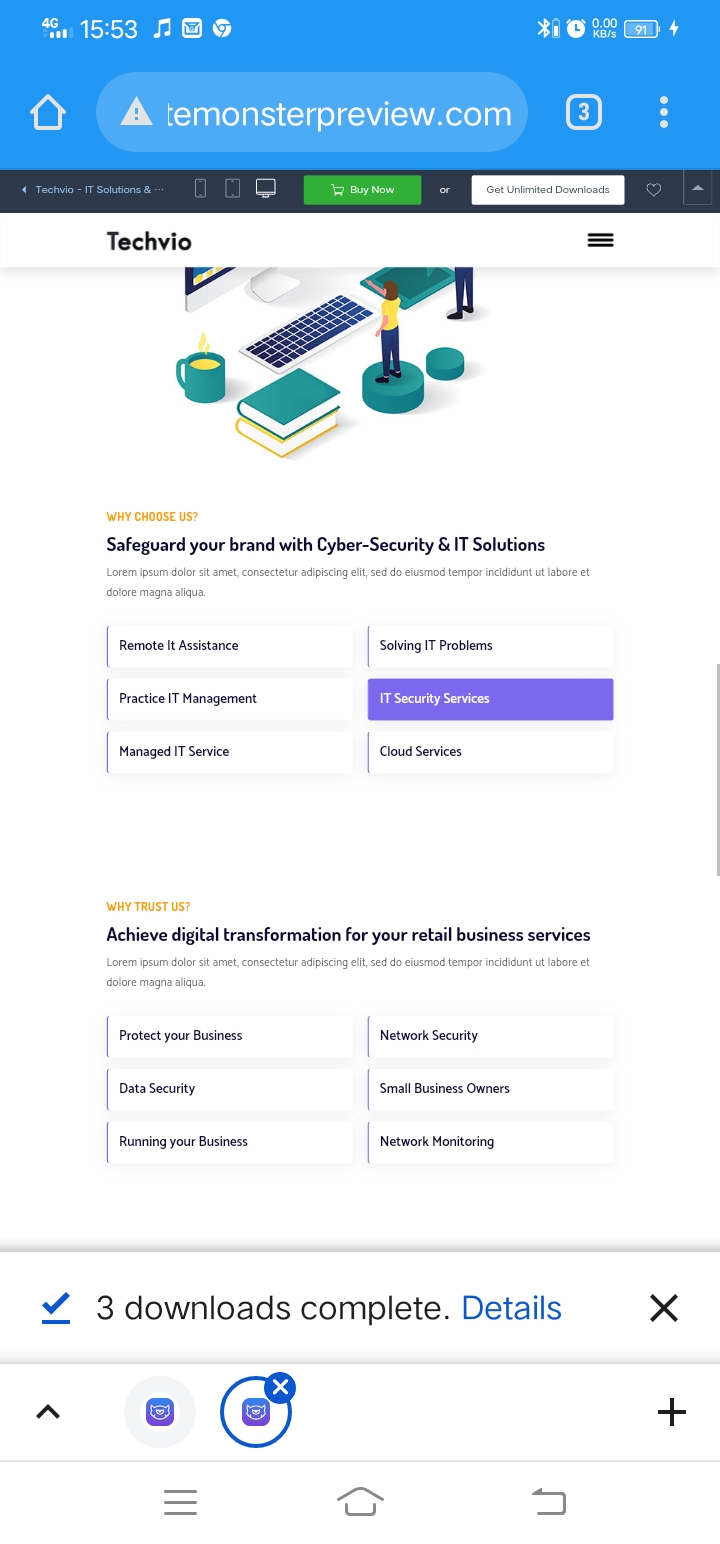 4G 15:53 0.00 KB/s 91
temonsterpreview.com 3
Techvio - IT Solutions & ··· Buy Now or Get Unlimited Downloads
Techvio
WHY CHOOSE US?
Safeguard your brand with Cyber-Security & IT Solutions
Lorem ipsum dolor sit amet, consectetur adipiscing elit, sed do eiusmod tempor incididunt ut labore et
dolore magna aliqua.
Remote It Assistance Solving IT Problems
Practice IT Management IT Security Services
Managed IT Service Cloud Services
WHY TRUST US?
Achieve digital transformation for your retail business services
Lorem ipsum dolor sit amet, consectetur adipiscing elit, sed do eiusmod tempor incididunt ut labore et
dolore magna aliqua.
Protect your Business Network Security
Data Security Small Business Owners
Running your Business Network Monitoring
3 downloads complete. Details